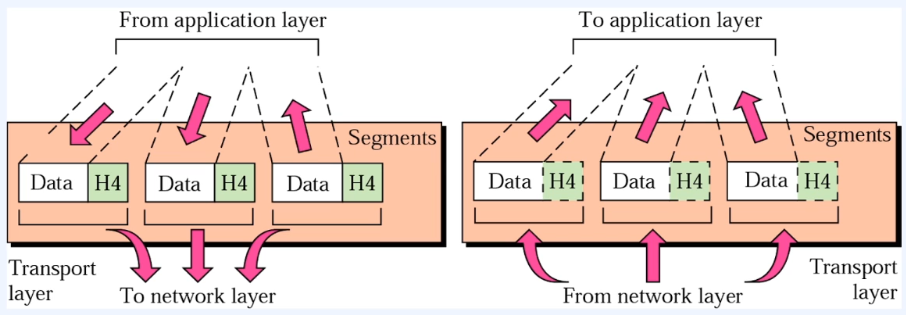 From application layer
To application layer
Segments
Segments
Data H4 Data H4 Data H4
Data H4 Data H4 Data H4
Transport
layer
To network layer
From network layer
Transport
layer